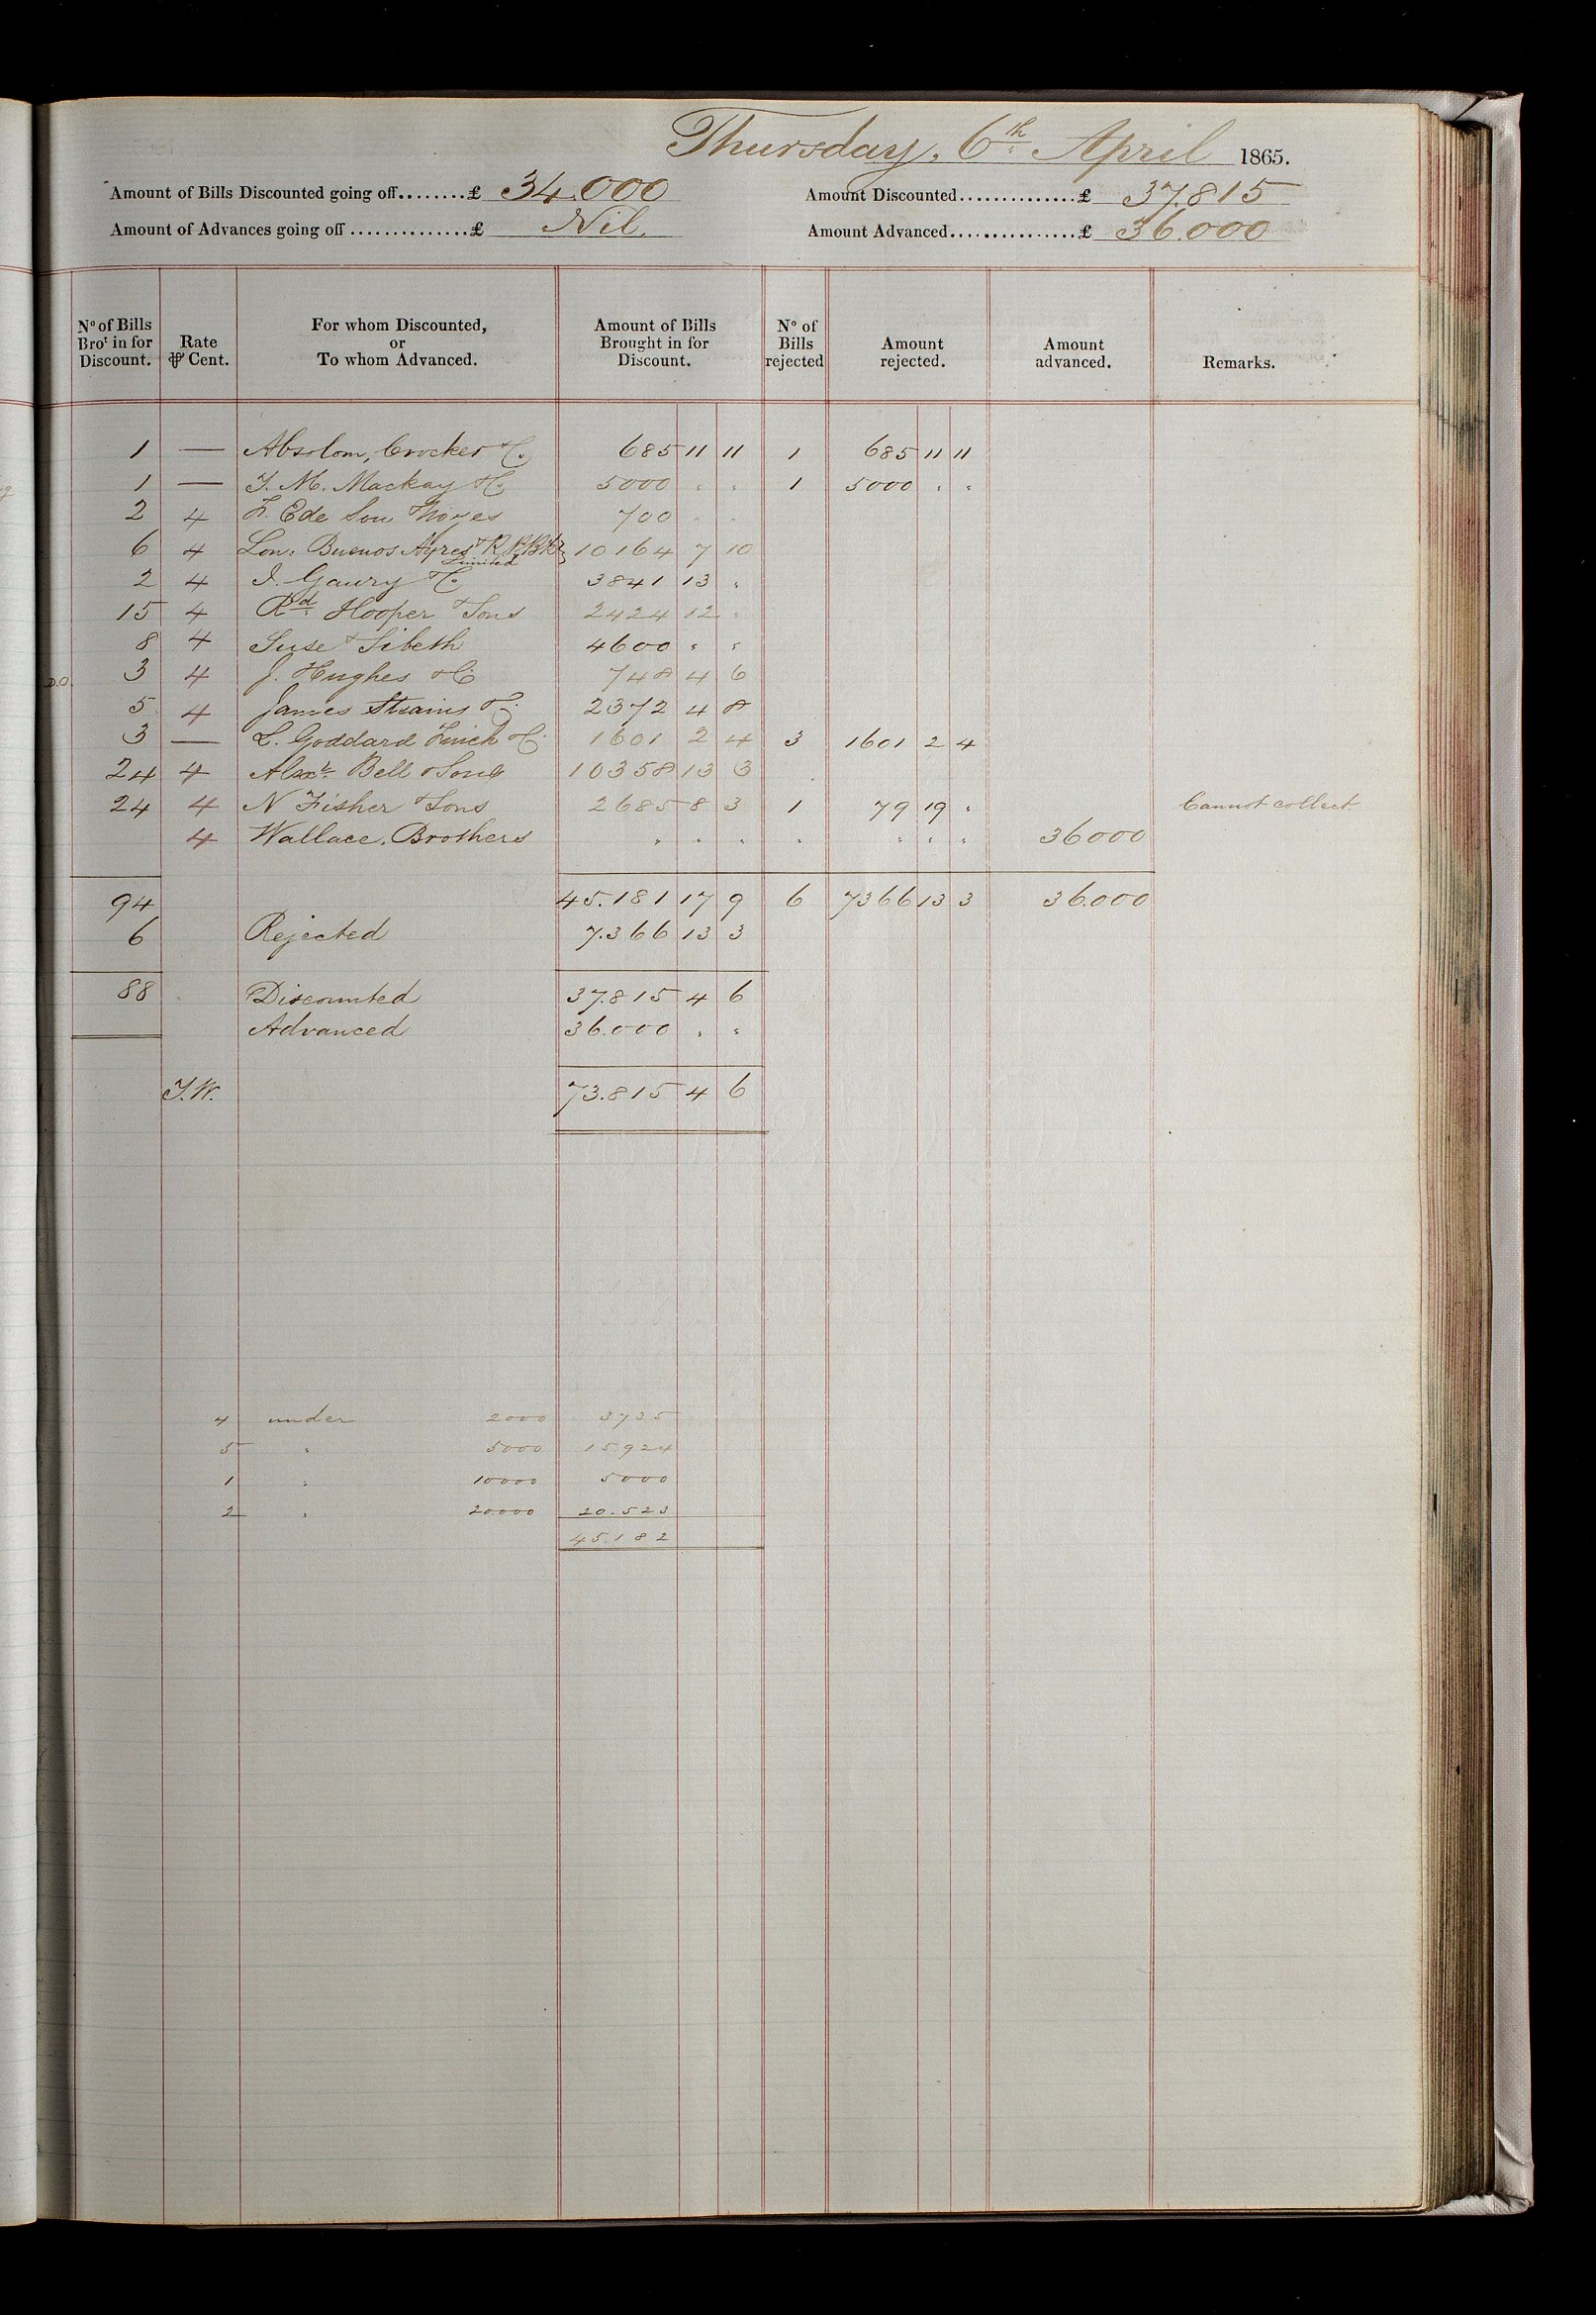 Thursday, 6th April 1865.
Amount of Bills Discounted going off........£ 34.000 Amount Discounted..............£ 37.815
Amount of Advances going off..............£ Nil. Amount Advanced................£ 36.000
No of Bills Brot in for Discount. Rate ⅌ Cent. For whom Discounted, or To whom Advanced. Amount of Bills Brought in for Discount. No of Bills rejected Amount rejected. Amount advanced. Remarks.
1 — Absolom, Crocker & Co 685 11 11 1 685 11 11
1 — T. M. Mackay & Co 5000 " " 1 5000 " "
2 4 F. Ede Son & Noyes 700 " "
6 4 Lon. Buenos Ayres & R. P. Bk Limited 10164 7 10
2 4 I. Gaury & Co 3841 13 "
15 4 Rd Hooper & Sons 2424 12 "
8 4 Suse & Sibeth 4600 " "
D.O. 3 4 J. Hughes & Co 748 4 6
5 4 James Strains & Co 2372 4 8
3 — L. Goddard Finch & Co 1601 2 4 3 1601 2 4
24 4 Alexr Bell & Sons 10358 13 3
24 4 N Fisher & Sons 2685 8 3 1 79 19 " Cannot collect.
4 Wallace, Brothers " " " " " " " 36000
94 45.181 17 9 6 7366 13 3 36.000
6 Rejected 7.366 13 3
88 Discounted 37.815 4 6
Advanced 36.000 " "
T.W. 73.815 4 6
4 under 2000 3735
5 " 5000 15.924
1 " 10000 5000
2 " 20.000 20.523
45.182